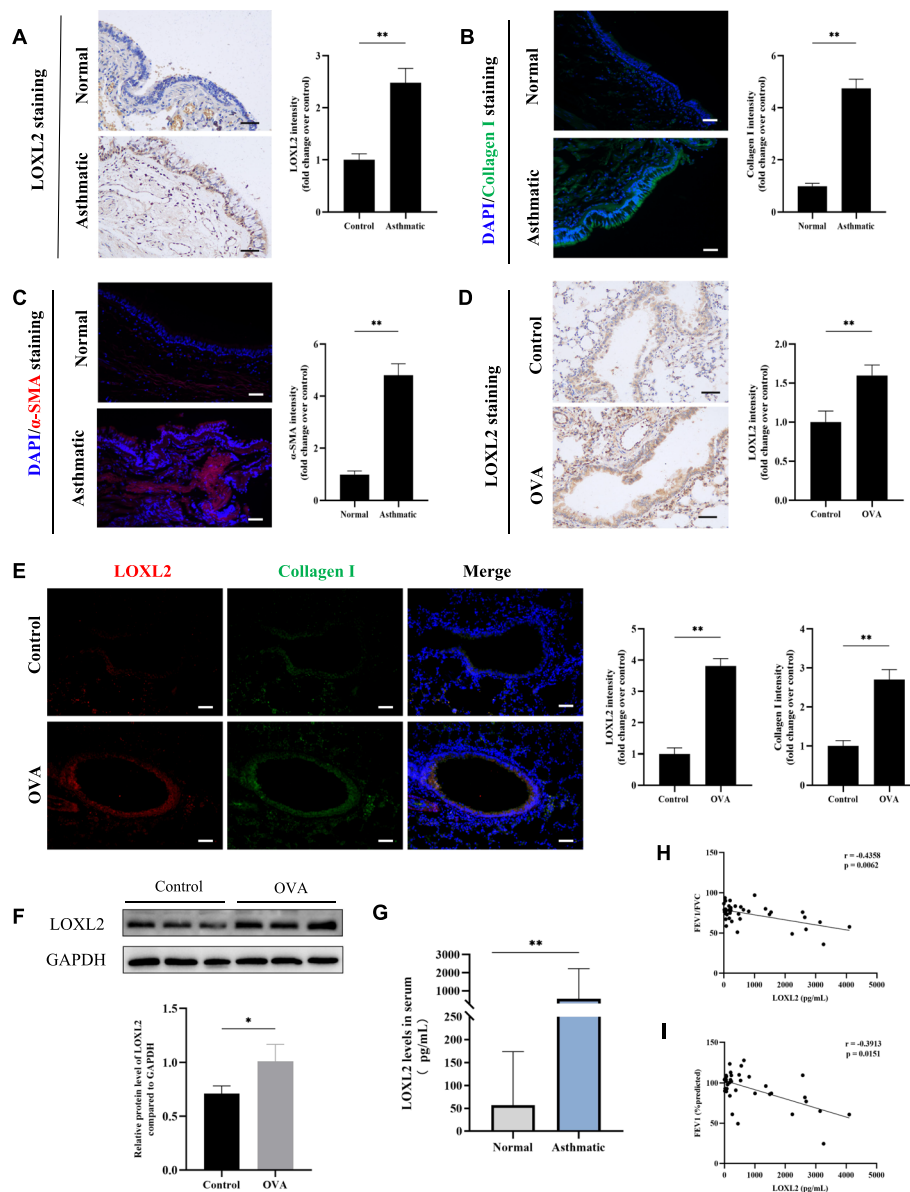 A
LOXL2 staining
Normal
Asthmatic
LOXL2 intensity
(fold change over control)
3
2
1
0
**
Control
Asthmatic
B
DAPI/Collagen I staining
Normal
Asthmatic
Collagen I intensity
(fold change over control)
6
4
2
0
**
Normal
Asthmatic
C
DAPI/α-SMA staining
Normal
Asthmatic
α-SMA intensity
(fold change over control)
6
4
2
0
**
Normal
Asthmatic
D
LOXL2 staining
Control
OVA
LOXL2 intensity
(fold change over control)
2.0
1.5
1.0
0.5
0.0
**
Control
OVA
E
LOXL2
Collagen I
Merge
Control
OVA
LOXL2 intensity
(fold change over control)
5
4
3
2
1
0
**
Control
OVA
Collagen I intensity
(fold change over control)
4
3
2
1
0
**
Control
OVA
F
Control
OVA
LOXL2
GAPDH
Relative protein level of LOXL2
compared to GAPDH
1.5
1.0
0.5
0.0
*
Control
OVA
G
LOXL2 levels in serum
( pg/mL)
3000
2000
1000
250
200
150
100
50
0
**
Normal
Asthmatic
H
r = -0.4358
p = 0.0062
FEV1/FVC
150
100
50
0
0 1000 2000 3000 4000 5000
LOXL2 (pg/mL)
I
r = -0.3913
p = 0.0151
FEV1 (%predicted)
150
100
50
0
0 1000 2000 3000 4000 5000
LOXL2 (pg/mL)